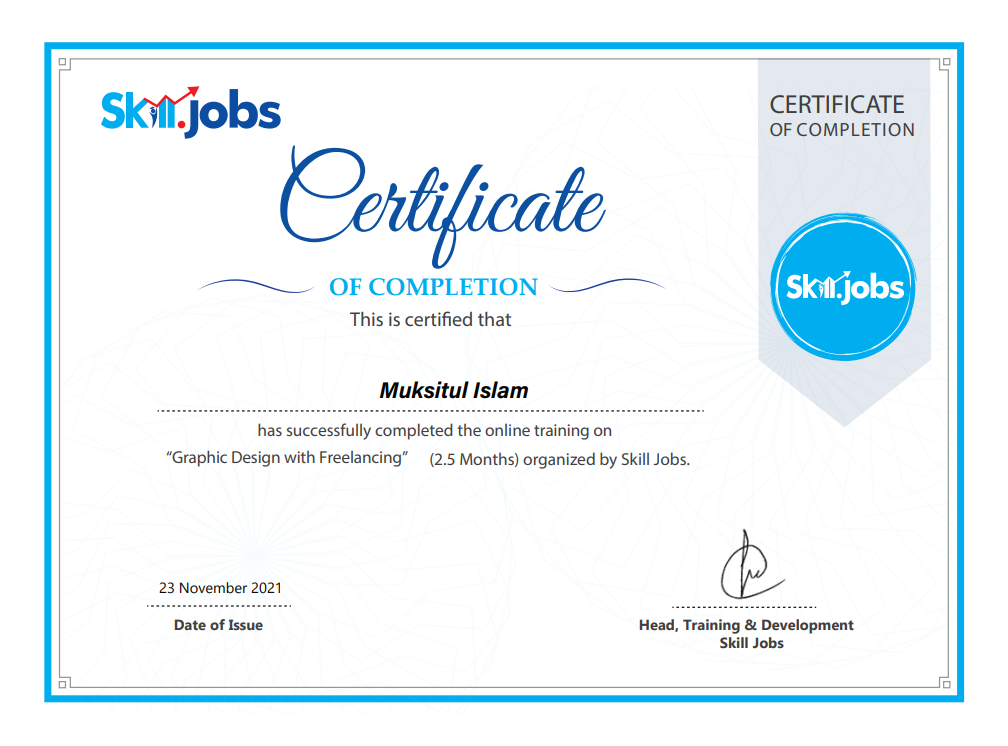 Skill.jobs
CERTIFICATE
OF COMPLETION
Certificate
OF COMPLETION
This is certified that
Skill.jobs
Muksitul Islam
has successfully completed the online training on
“Graphic Design with Freelancing” (2.5 Months) organized by Skill Jobs.
23 November 2021
Date of Issue
Head, Training & Development
Skill Jobs